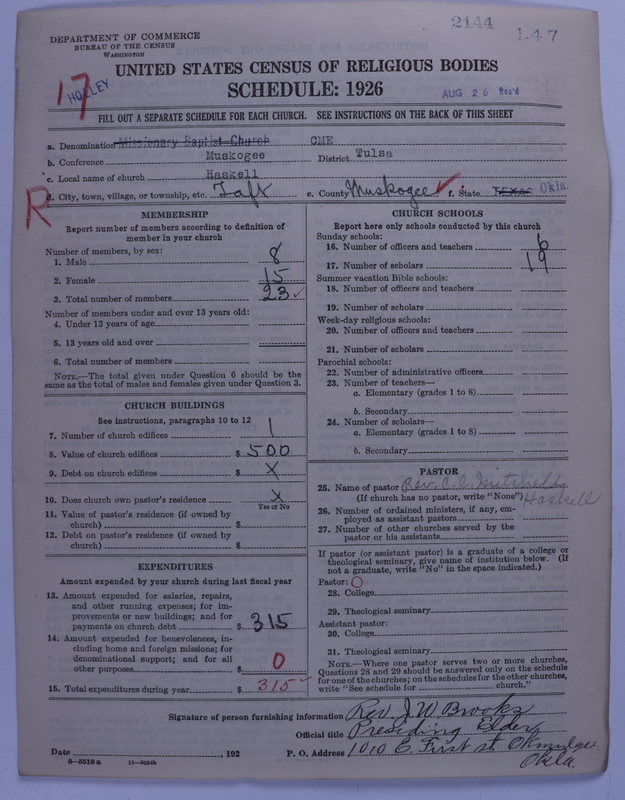 2144
1-47
DEPARTMENT OF COMMERCE
BUREAU OF THE CENSUS
WASHINGTON
17
HOLLEY
UNITED STATES CENSUS OF RELIGIOUS BODIES
SCHEDULE: 1926
AUG 26 Rec'd
FILL OUT A SEPARATE SCHEDULE FOR EACH CHURCH. SEE INSTRUCTIONS ON THE BACK OF THIS SHEET
a. Denomination Missionary Baptist Church CME
b. Conference Muskogee District Tulsa
c. Local name of church Haskell
R
d. City, town, village, or township, etc. Taft e. County Muskogee ✓ f. State TEXAS Okla.
MEMBERSHIP
Report number of members according to definition of
member in your church
Number of members, by sex:
1. Male 8
2. Female 15
3. Total number of members 23 ✓
Number of members under and over 13 years old:
4. Under 13 years of age
5. 13 years old and over
6. Total number of members
NOTE.—The total given under Question 6 should be the
same as the total of males and females given under Question 3.
CHURCH BUILDINGS
See instructions, paragraphs 10 to 12
7. Number of church edifices 1
8. Value of church edifices $ 500
9. Debt on church edifices $ X
10. Does church own pastor's residence X
Yes or No
11. Value of pastor's residence (if owned by
church) $
12. Debt on pastor's residence (if owned by
church) $
EXPENDITURES
Amount expended by your church during last fiscal year
13. Amount expended for salaries, repairs,
and other running expenses; for im-
provements or new buildings; and for
payments on church debt $ 315
14. Amount expended for benevolences, in-
cluding home and foreign missions; for
denominational support; and for all
other purposes $ 0
15. Total expenditures during year $ 315 ✓
CHURCH SCHOOLS
Report here only schools conducted by this church
Sunday schools:
16. Number of officers and teachers 6
17. Number of scholars 19
Summer vacation Bible schools:
18. Number of officers and teachers
19. Number of scholars
Week-day religious schools:
20. Number of officers and teachers
21. Number of scholars
Parochial schools:
22. Number of administrative officers
23. Number of teachers—
a. Elementary (grades 1 to 8)
b. Secondary
24. Number of scholars—
a. Elementary (grades 1 to 8)
b. Secondary
PASTOR
25. Name of pastor Rev. C. C. Mitchell
(If church has no pastor, write "None") Haskell
26. Number of ordained ministers, if any, em-
ployed as assistant pastors
27. Number of other churches served by the
pastor or his assistants
If pastor (or assistant pastor) is a graduate of a college or
theological seminary, give name of institution below. (If
not a graduate, write "No" in the space indicated.)
Pastor: O
28. College
29. Theological seminary
Assistant pastor:
30. College
31. Theological seminary
NOTE.—Where one pastor serves two or more churches,
Questions 28 and 29 should be answered only on the schedule
for one of the churches; on the schedules for the other churches,
write "See schedule for church."
Signature of person furnishing information Rev. J. W. Brooks
Official title Presiding Elder
Date , 192 P. O. Address 1010 E. First st. Okmulgee
Okla.
8-5518a